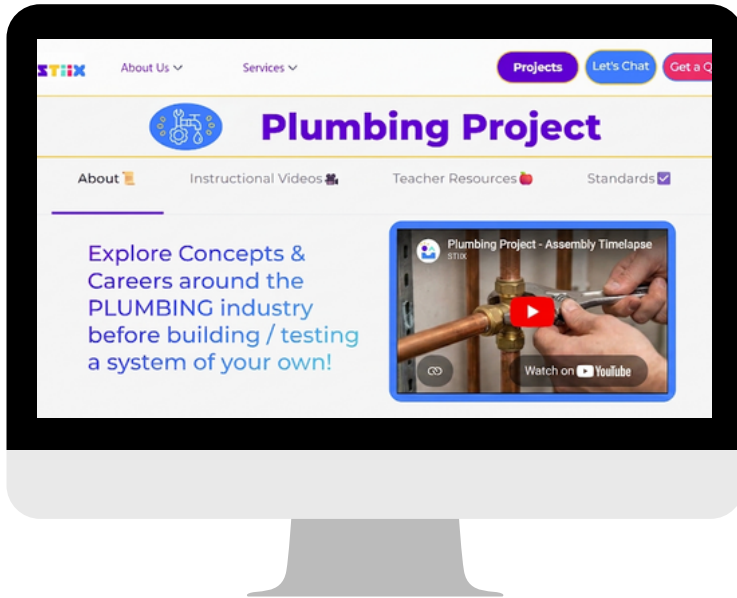 STiiX
About Us
Services
Projects
Let's Chat
Get a Q
Plumbing Project
About
Instructional Videos
Teacher Resources
Standards
Explore Concepts &
Careers around the
PLUMBING industry
before building / testing
a system of your own!
Plumbing Project - Assembly Timelapse
STIIX
Watch on YouTube